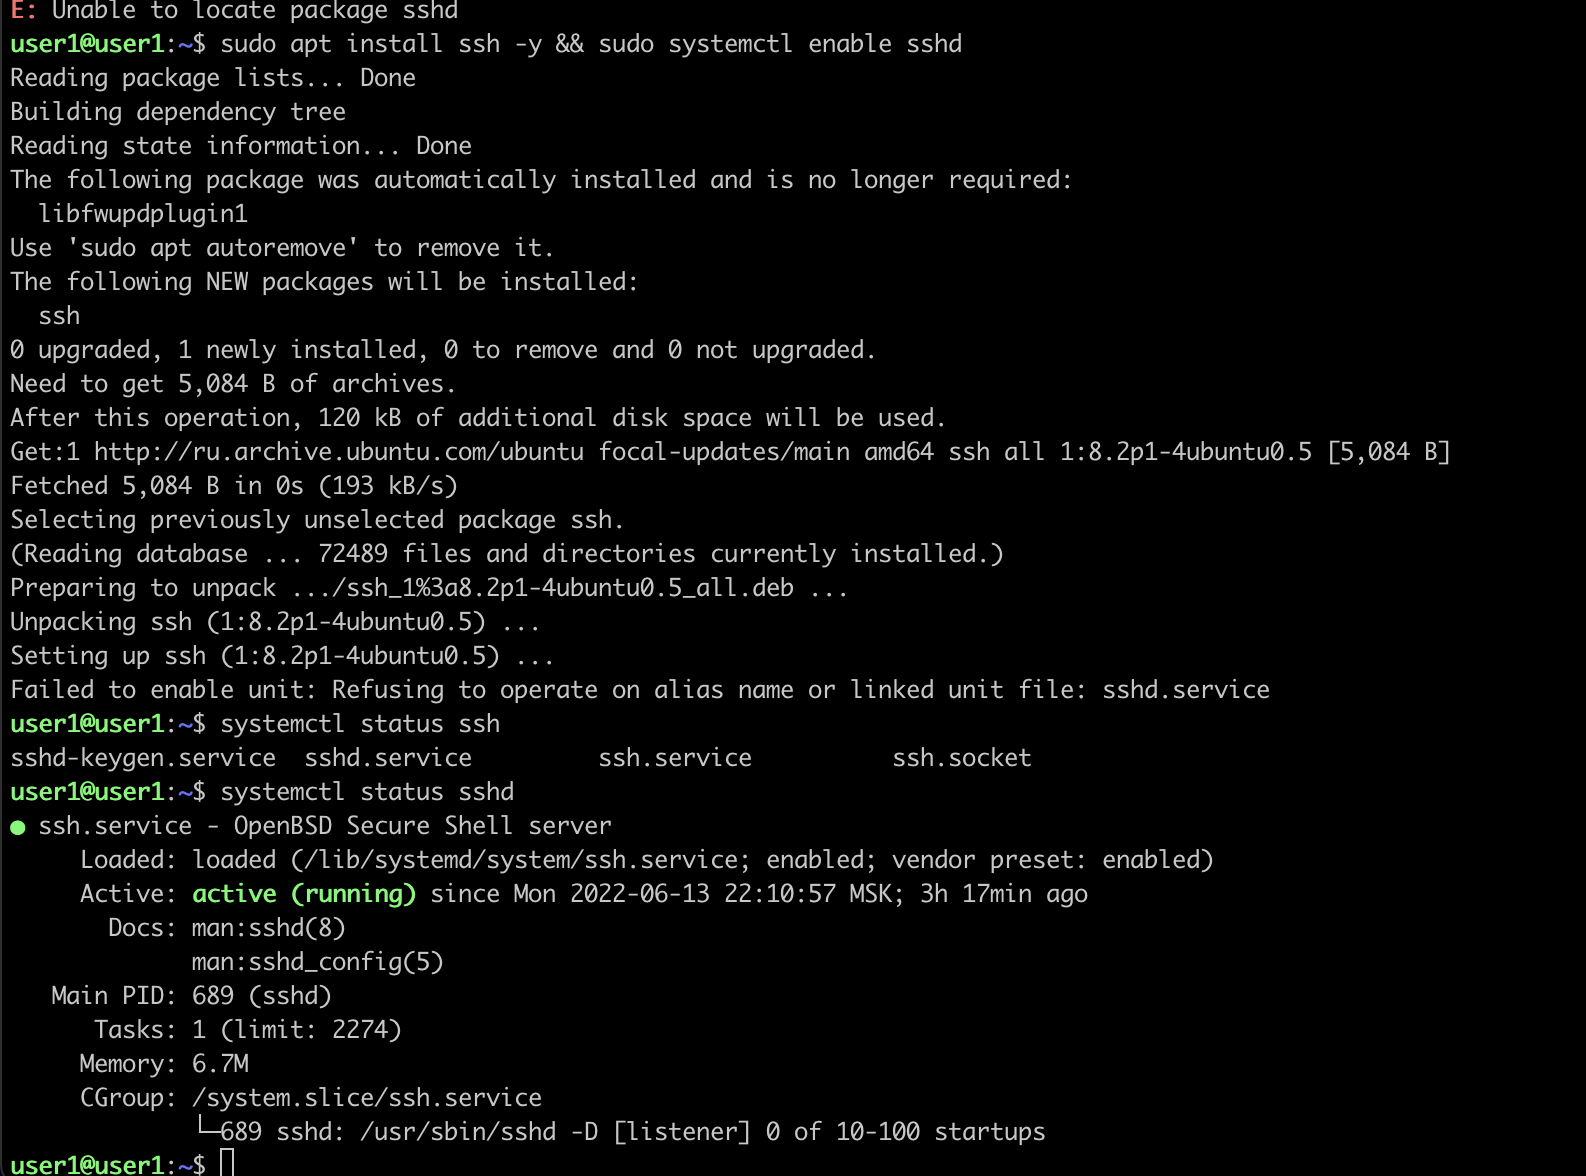 E: Unable to locate package sshd
user1@user1:~$ sudo apt install ssh -y && sudo systemctl enable sshd
Reading package lists... Done
Building dependency tree
Reading state information... Done
The following package was automatically installed and is no longer required:
  libfwupdplugin1
Use 'sudo apt autoremove' to remove it.
The following NEW packages will be installed:
  ssh
0 upgraded, 1 newly installed, 0 to remove and 0 not upgraded.
Need to get 5,084 B of archives.
After this operation, 120 kB of additional disk space will be used.
Get:1 http://ru.archive.ubuntu.com/ubuntu focal-updates/main amd64 ssh all 1:8.2p1-4ubuntu0.5 [5,084 B]
Fetched 5,084 B in 0s (193 kB/s)
Selecting previously unselected package ssh.
(Reading database ... 72489 files and directories currently installed.)
Preparing to unpack .../ssh_1%3a8.2p1-4ubuntu0.5_all.deb ...
Unpacking ssh (1:8.2p1-4ubuntu0.5) ...
Setting up ssh (1:8.2p1-4ubuntu0.5) ...
Failed to enable unit: Refusing to operate on alias name or linked unit file: sshd.service
user1@user1:~$ systemctl status ssh
sshd-keygen.service  sshd.service         ssh.service          ssh.socket
user1@user1:~$ systemctl status sshd
● ssh.service - OpenBSD Secure Shell server
     Loaded: loaded (/lib/systemd/system/ssh.service; enabled; vendor preset: enabled)
     Active: active (running) since Mon 2022-06-13 22:10:57 MSK; 3h 17min ago
       Docs: man:sshd(8)
             man:sshd_config(5)
   Main PID: 689 (sshd)
      Tasks: 1 (limit: 2274)
     Memory: 6.7M
     CGroup: /system.slice/ssh.service
             └─689 sshd: /usr/sbin/sshd -D [listener] 0 of 10-100 startups
user1@user1:~$